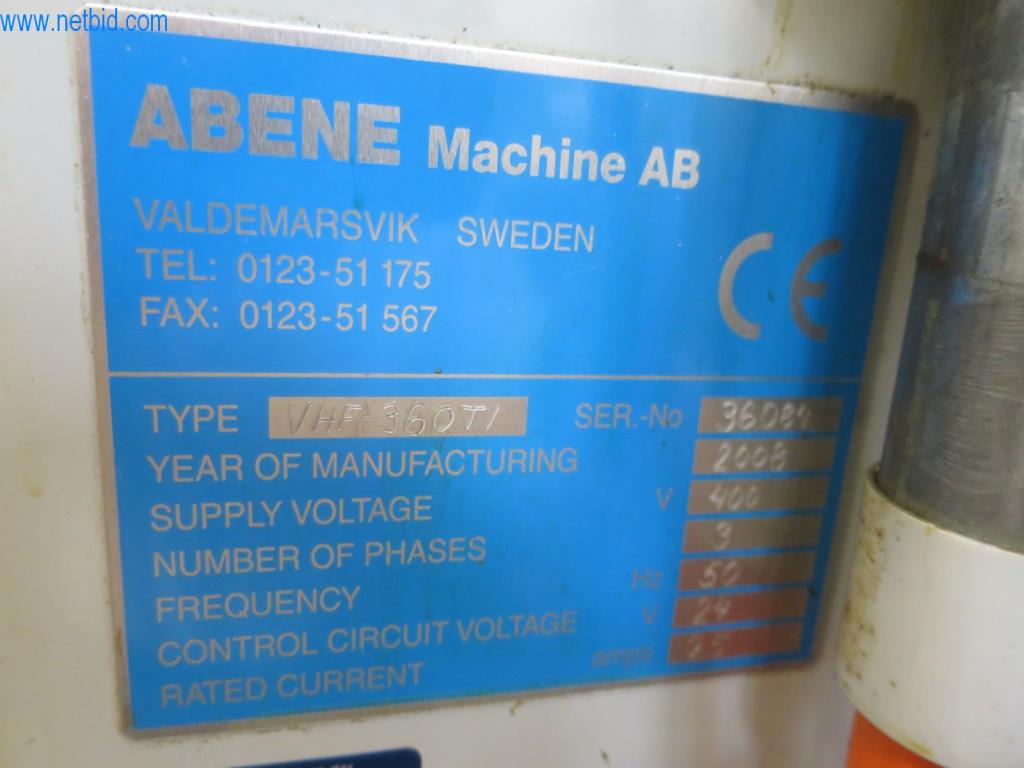 www.netbid.com
ABENE Machine AB
VALDEMARSVIK SWEDEN
TEL: 0123-51 175
FAX: 0123-51 567
CE
TYPE VHF-360TI SER.-No 36084
YEAR OF MANUFACTURING 2008
SUPPLY VOLTAGE V 400
NUMBER OF PHASES 3
FREQUENCY Hz 50
CONTROL CIRCUIT VOLTAGE V 24
RATED CURRENT amps